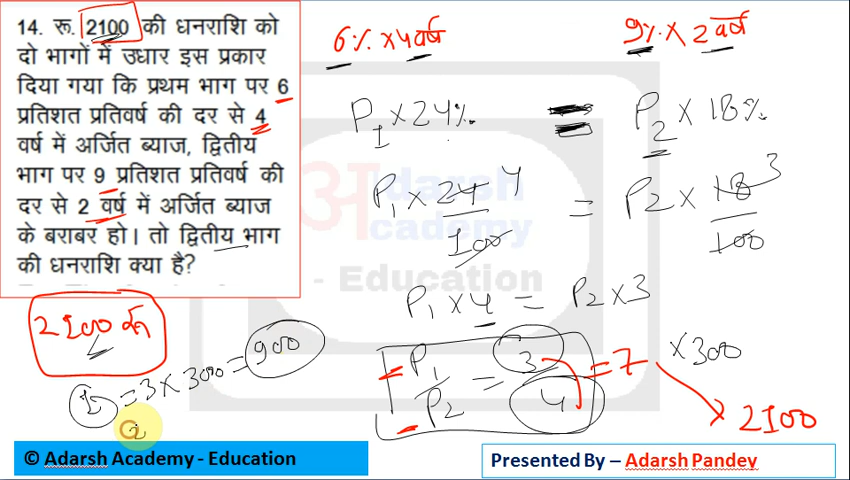 14. रू. 2100 की धनराशि को
दो भागों में उधार इस प्रकार
दिया गया कि प्रथम भाग पर 6
प्रतिशत प्रतिवर्ष की दर से 4
वर्ष में अर्जित ब्याज, द्वितीय
भाग पर 9 प्रतिशत प्रतिवर्ष की
दर से 2 वर्ष में अर्जित ब्याज
के बराबर हो। तो द्वितीय भाग
की धनराशि क्या है?
6% × 4 वर्ष
9% × 2 वर्ष
P1 × 24% = P2 × 18%
P1 × 24/100 4 = P2 × 18/100 3
P1 × 4 = P2 × 3
P1/P2 = 3/4 = 7 × 300
2100
2100 रू
1 = 3 × 300 = 900
2
Adarsh
Academy
- Education
© Adarsh Academy - Education
Presented By – Adarsh Pandey